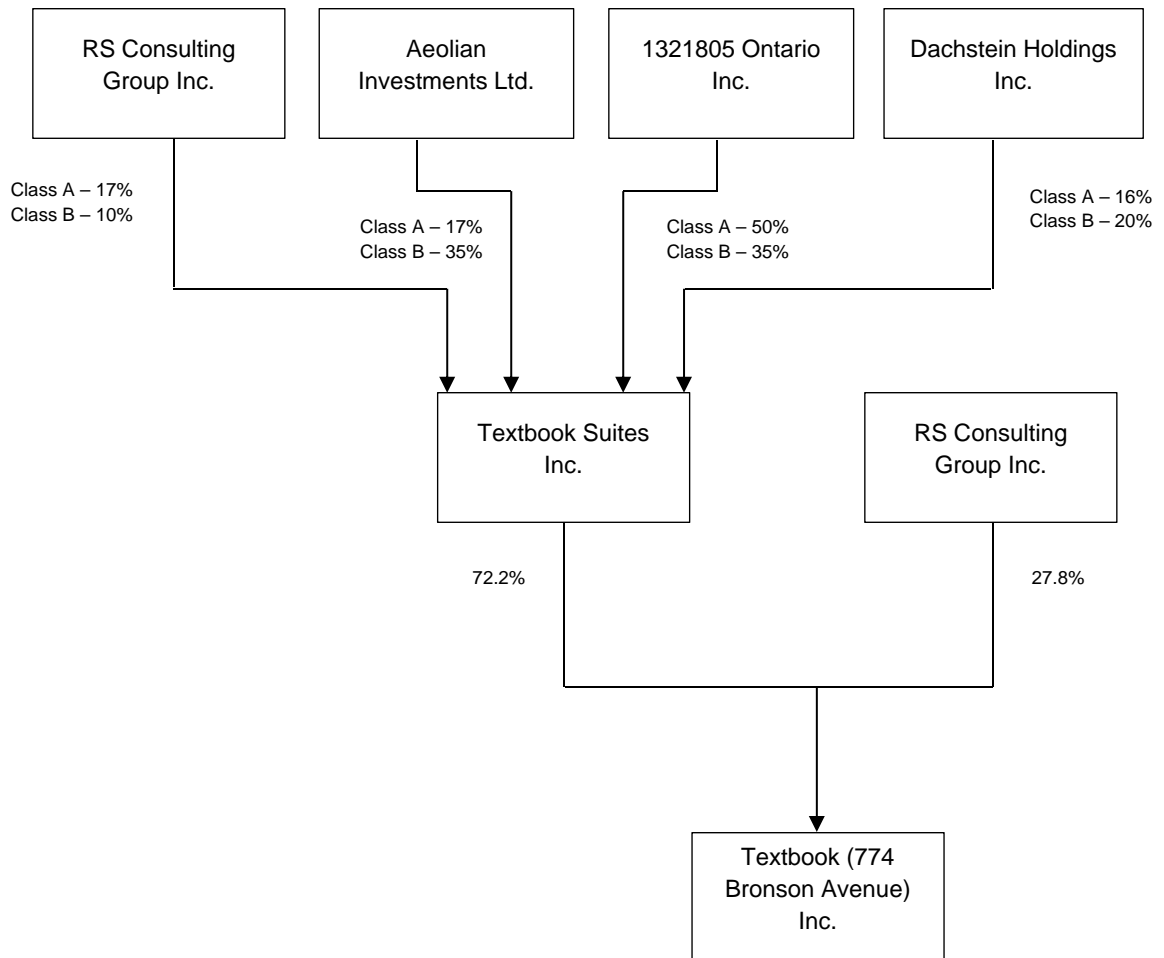 RS Consulting
Group Inc.
Aeolian
Investments Ltd.
1321805 Ontario
Inc.
Dachstein Holdings
Inc.
Class A – 17%
Class B – 10%
Class A – 17%
Class B – 35%
Class A – 50%
Class B – 35%
Class A – 16%
Class B – 20%
Textbook Suites
Inc.
RS Consulting
Group Inc.
72.2%
27.8%
Textbook (774
Bronson Avenue)
Inc.